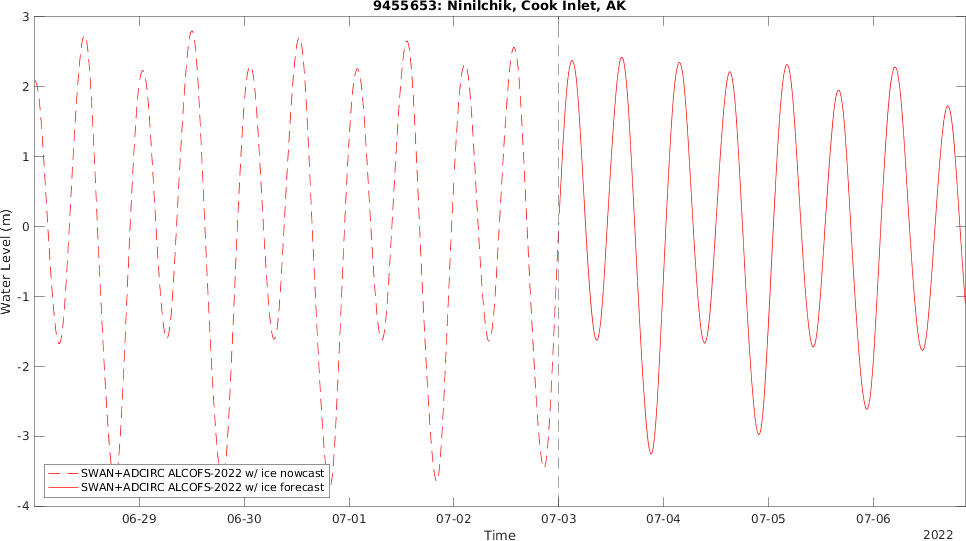 9455653: Ninilchik, Cook Inlet, AK
3
2
1
0
-1
-2
-3
-4
Water Level (m)
SWAN+ADCIRC ALCOFS-2022 w/ ice nowcast
SWAN+ADCIRC ALCOFS-2022 w/ ice forecast
06-29 06-30 07-01 07-02 07-03 07-04 07-05 07-06
Time
2022